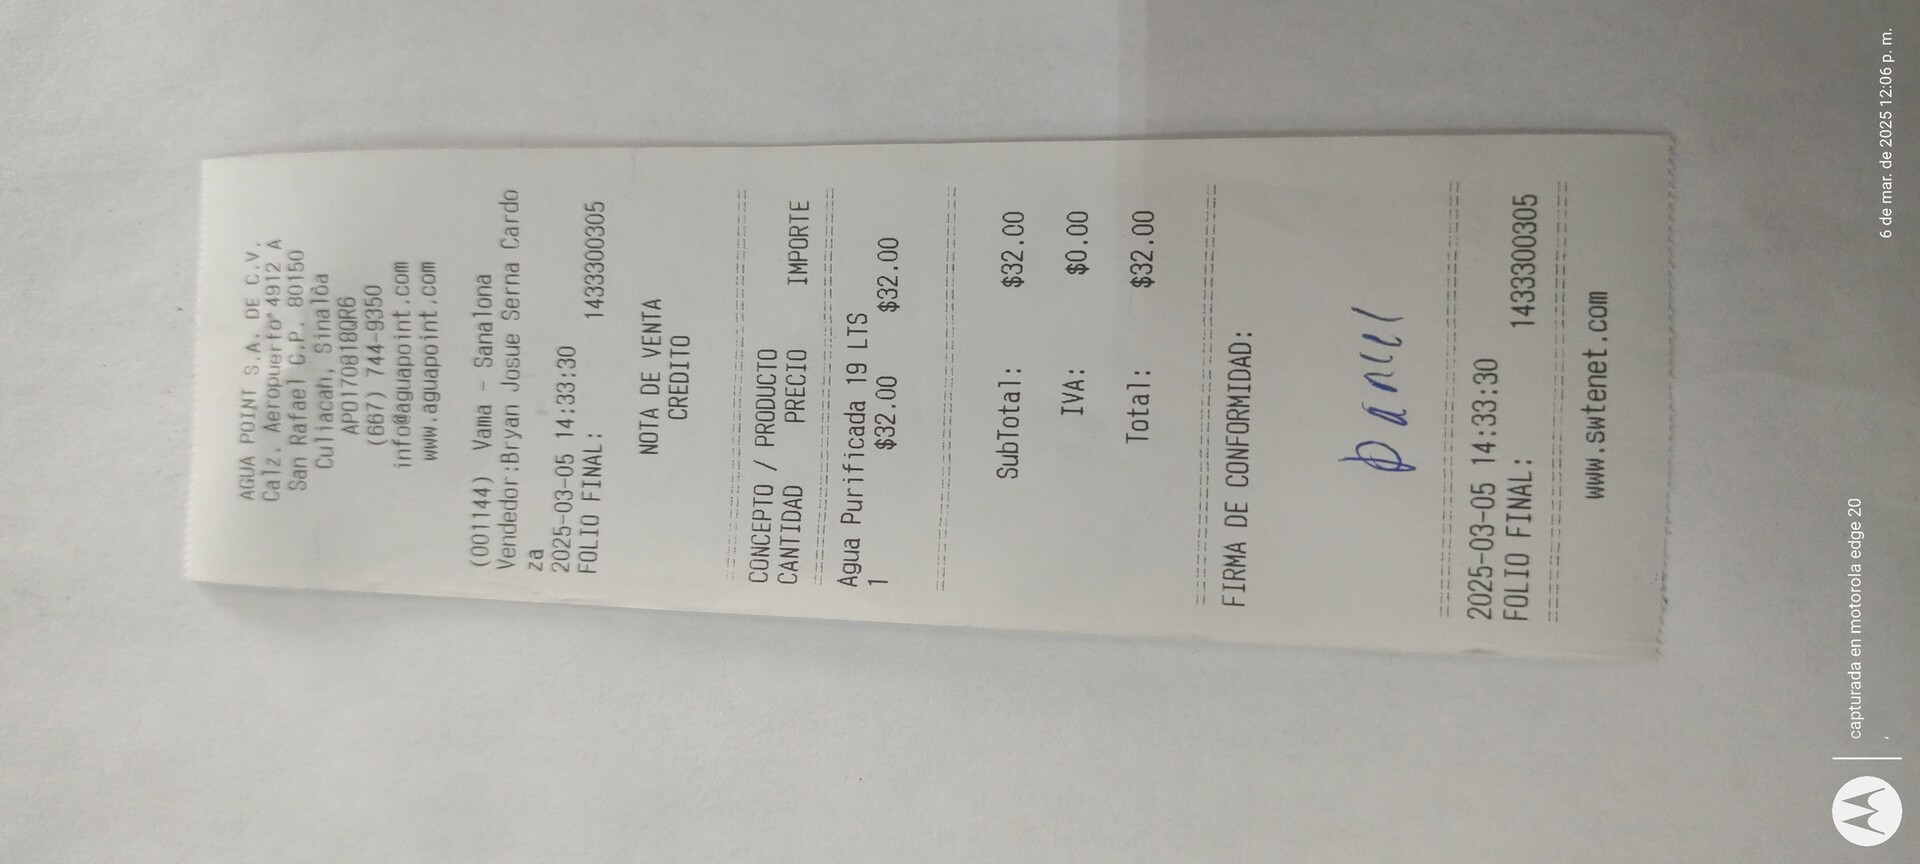 AGUA POINT S.A. DE C.V.
Calz. Aeropuerto 4912 A
San Rafael C.P. 80150
Culiacan, Sinaloa
APO170818QR6
(667) 744-9350
info@aguapoint.com
www.aguapoint.com
(001144) Vama - Sanalona
Vendedor:Bryan Josue Serna Cardo
za
2025-03-05 14:33:30
FOLIO FINAL: 1433300305
NOTA DE VENTA
CREDITO
CONCEPTO / PRODUCTO
CANTIDAD PRECIO IMPORTE
Agua Purificada 19 LTS
1 $32.00 $32.00
SubTotal: $32.00
IVA: $0.00
Total: $32.00
FIRMA DE CONFORMIDAD:
Daniel
2025-03-05 14:33:30
FOLIO FINAL: 1433300305
www.swtenet.com
capturada en motorola edge 20
,
6 de mar. de 2025 12:06 p. m.